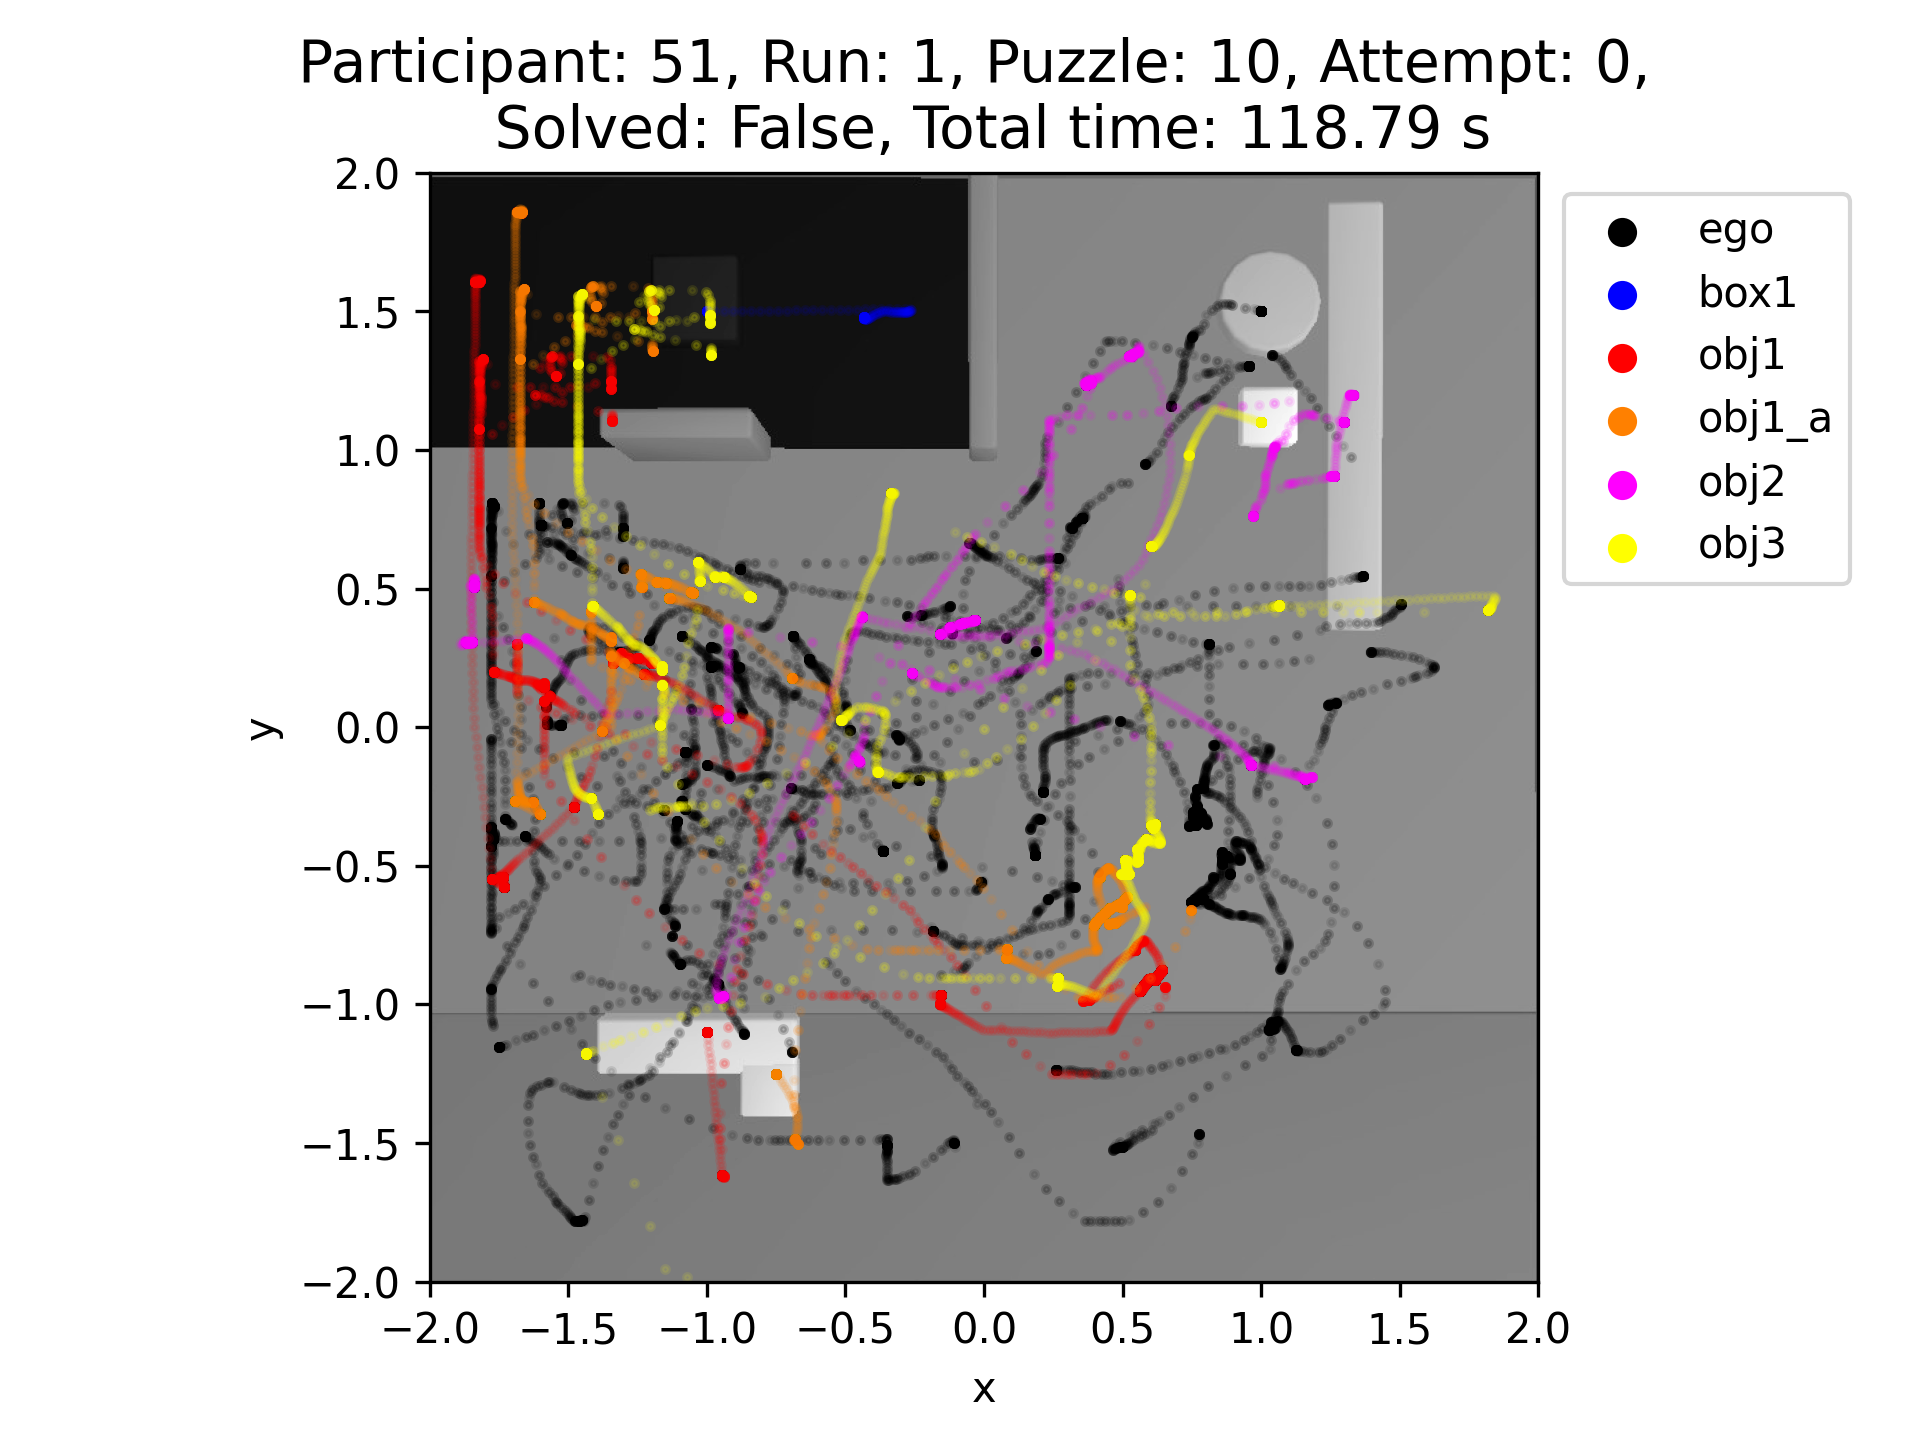 Participant: 51, Run: 1, Puzzle: 10, Attempt: 0,
Solved: False, Total time: 118.79 s
2.0
1.5
1.0
0.5
0.0
−0.5
−1.0
−1.5
−2.0
y
−2.0 −1.5 −1.0 −0.5 0.0 0.5 1.0 1.5 2.0
x
ego
box1
obj1
obj1_a
obj2
obj3